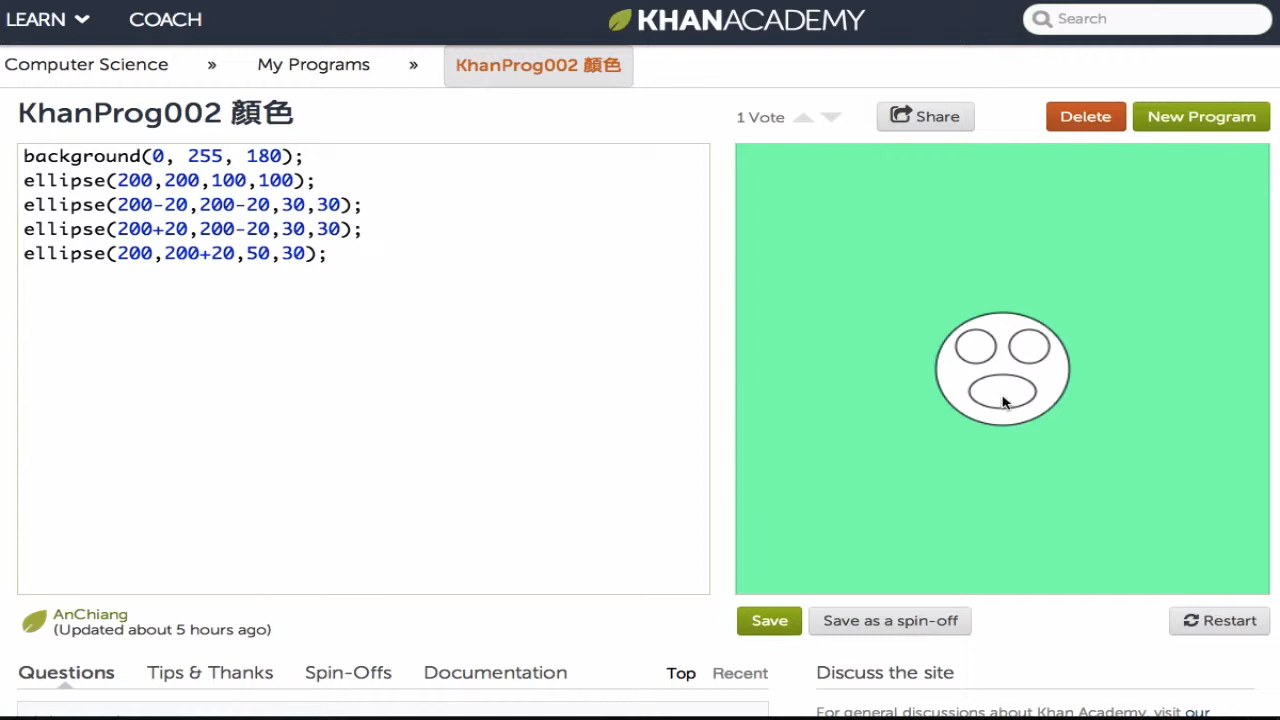 LEARN COACH KHANACADEMY Search
Computer Science » My Programs » KhanProg002 顏色
KhanProg002 顏色
1 Vote Share Delete New Program
background(0, 255, 180);
ellipse(200,200,100,100);
ellipse(200-20,200-20,30,30);
ellipse(200+20,200-20,30,30);
ellipse(200,200+20,50,30);
AnChiang
(Updated about 5 hours ago)
Save Save as a spin-off Restart
Questions Tips & Thanks Spin-Offs Documentation Top Recent Discuss the site
For general discussions about Khan Academy, visit our